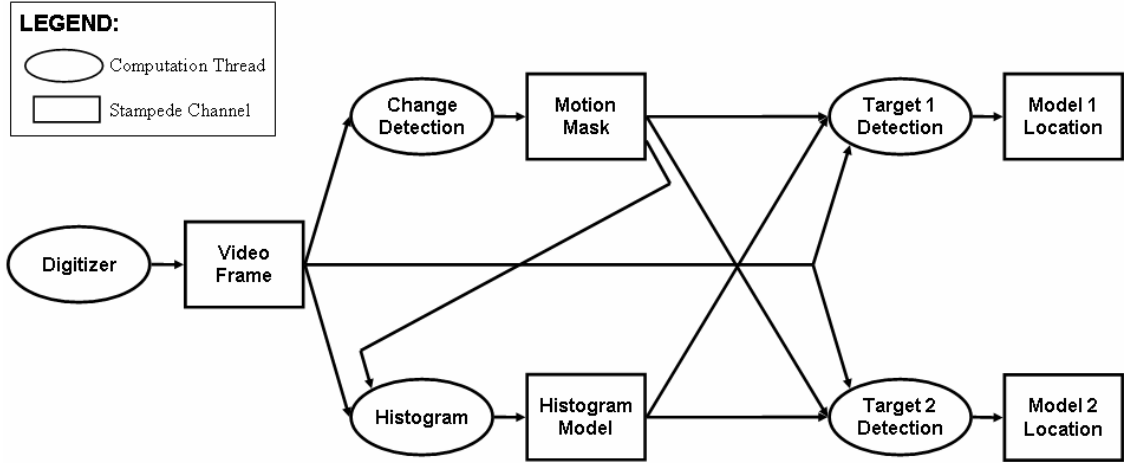 LEGEND:
Computation Thread
Stampede Channel
Change
Detection
Motion
Mask
Target 1
Detection
Model 1
Location
Digitizer
Video
Frame
Histogram
Histogram
Model
Target 2
Detection
Model 2
Location